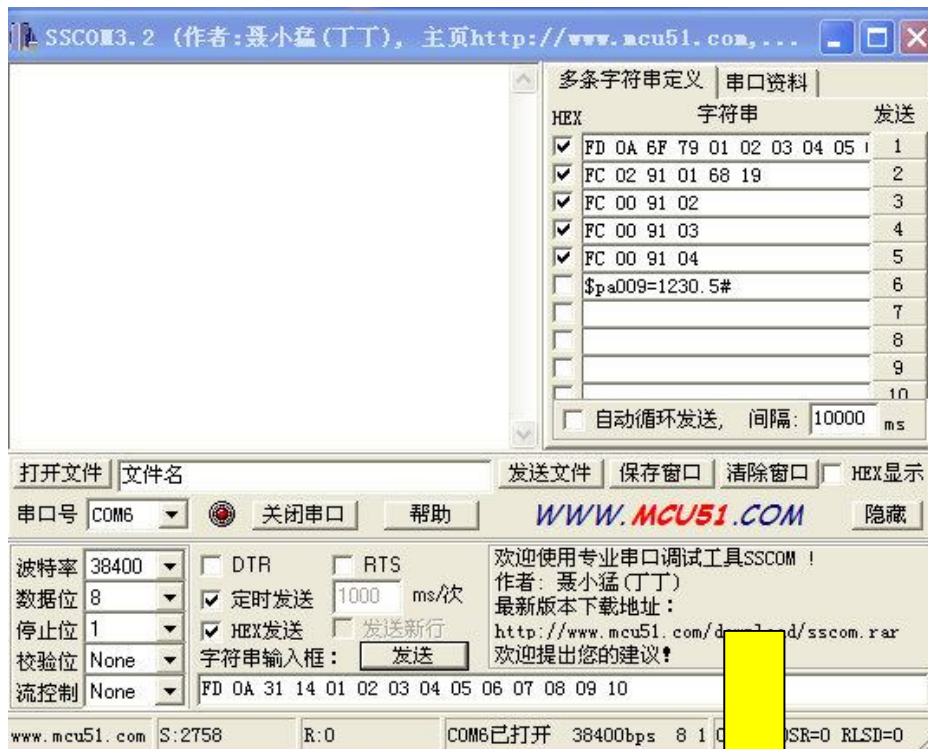 SSCOM3.2 (作者:聂小猛(丁丁), 主页http://www.mcu51.com,...
多条字符串定义 串口资料
HEX 字符串 发送
FD 0A 6F 79 01 02 03 04 05 1
FC 02 91 01 68 19 2
FC 00 91 02 3
FC 00 91 03 4
FC 00 91 04 5
$pa009=1230.5# 6
7
8
9
10
自动循环发送, 间隔: 10000 ms
打开文件 文件名 发送文件 保存窗口 清除窗口 HEX显示
串口号 COM6 关闭串口 帮助 WWW.MCU51.COM 隐藏
波特率 38400 DTR RTS
数据位 8 定时发送 1000 ms/次
停止位 1 HEX发送 发送新行
校验位 None 字符串输入框: 发送
流控制 None FD 0A 31 14 01 02 03 04 05 06 07 08 09 10
欢迎使用专业串口调试工具SSCOM !
作者: 聂小猛(丁丁)
最新版本下载地址:
http://www.mcu51.com/ /sscom.rar
欢迎提出您的建议!
www.mcu51.com S:2758 R:0 COM6已打开 38400bps 8 1 SR=0 RLSD=0